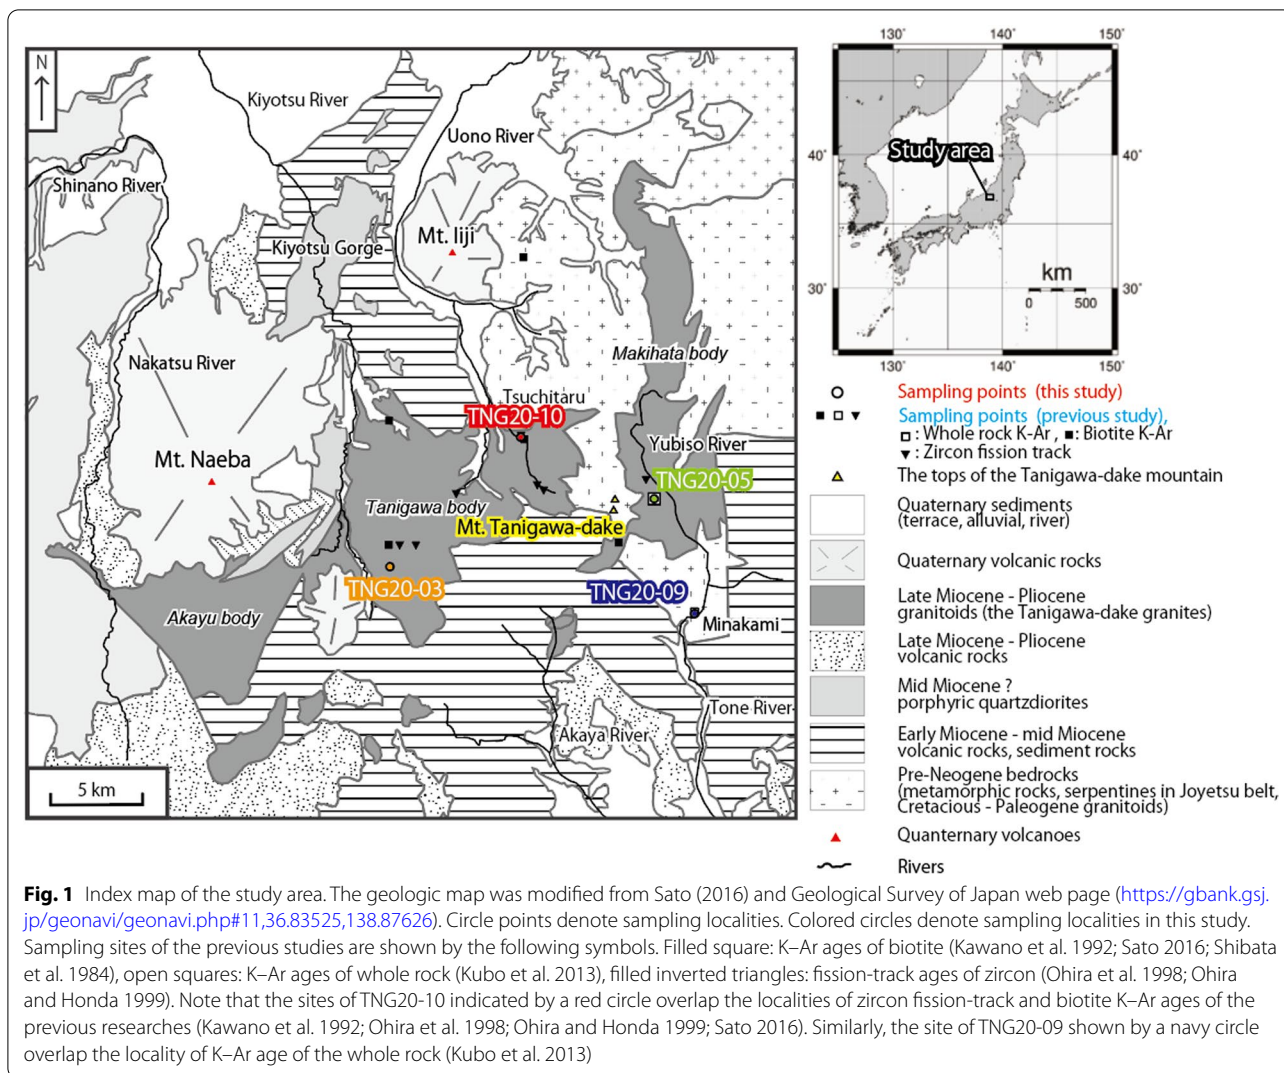 N
Kiyotsu River
Uono River
Shinano River
Mt. Iiji
Kiyotsu Gorge
Nakatsu River
Makihata body
Tsuchitaru
TNG20-10
Mt. Naeba
Yubiso River
TNG20-05
Tanigawa body
Mt. Tanigawa-dake
TNG20-03
TNG20-09
Akayu body
Minakami
Tone River
Akaya River
5 km
130˚ 140˚ 150˚
40˚ 40˚
Study area
km
0 500
30˚ 30˚
130˚ 140˚ 150˚
Sampling points (this study)
Sampling points (previous study),
: Whole rock K-Ar , : Biotite K-Ar
: Zircon fission track
The tops of the Tanigawa-dake mountain
Quaternary sediments
(terrace, alluvial, river)
Quaternary volcanic rocks
Late Miocene - Pliocene
granitoids (the Tanigawa-dake granites)
Late Miocene - Pliocene
volcanic rocks
Mid Miocene ?
porphyric quartzdiorites
Early Miocene - mid Miocene
volcanic rocks, sediment rocks
Pre-Neogene bedrocks
(metamorphic rocks, serpentines in Joyetsu belt,
Cretacious - Paleogene granitoids)
Quanternary volcanoes
Rivers
Fig. 1 Index map of the study area. The geologic map was modified from Sato (2016) and Geological Survey of Japan web page (https://gbank.gsj.
jp/geonavi/geonavi.php#11,36.83525,138.87626). Circle points denote sampling localities. Colored circles denote sampling localities in this study.
Sampling sites of the previous studies are shown by the following symbols. Filled square: K–Ar ages of biotite (Kawano et al. 1992; Sato 2016; Shibata
et al. 1984), open squares: K–Ar ages of whole rock (Kubo et al. 2013), filled inverted triangles: fission-track ages of zircon (Ohira et al. 1998; Ohira
and Honda 1999). Note that the sites of TNG20-10 indicated by a red circle overlap the localities of zircon fission-track and biotite K–Ar ages of the
previous researches (Kawano et al. 1992; Ohira et al. 1998; Ohira and Honda 1999; Sato 2016). Similarly, the site of TNG20-09 shown by a navy circle
overlap the locality of K–Ar age of the whole rock (Kubo et al. 2013)